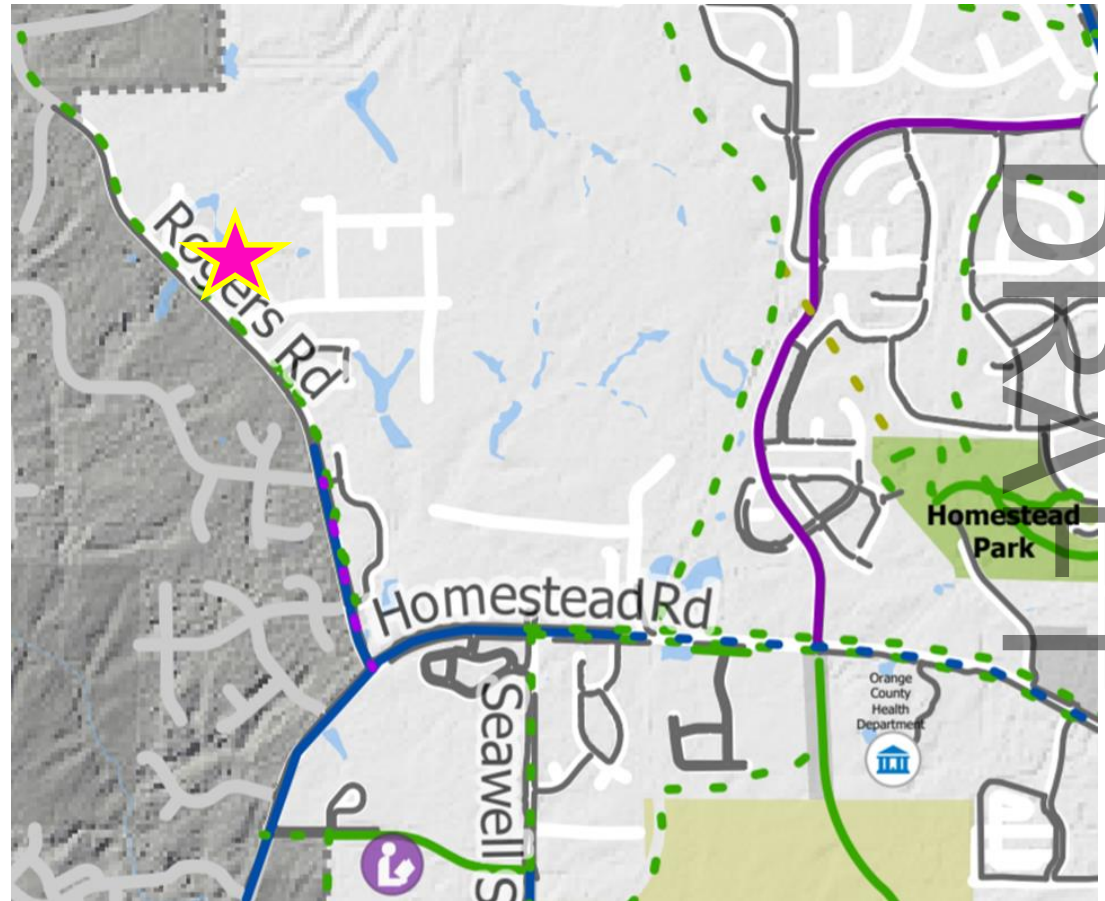 Rogers Rd
DRAFT
Homestead
Park
Homestead Rd
Orange
County
Health
Department
Seawell S